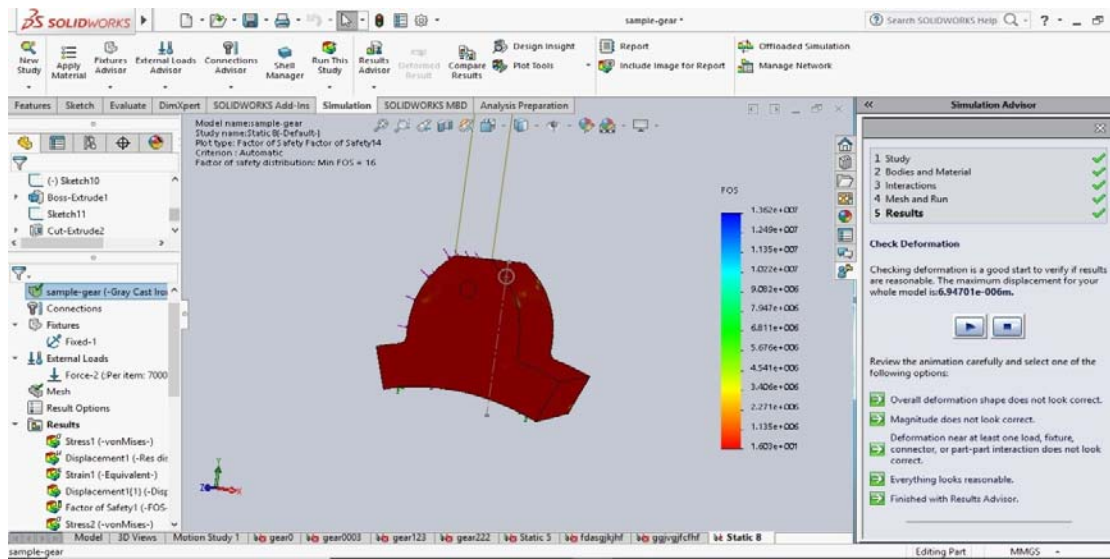 SOLIDWORKS
sample-gear *
Search SOLIDWORKS Help
New Study
Apply Material
Fixtures Advisor
External Loads Advisor
Connections Advisor
Shell Manager
Run This Study
Results Advisor
Deformed Result
Compare Results
Design Insight
Plot Tools
Report
Include Image for Report
Offloaded Simulation
Manage Network
Features Sketch Evaluate DimXpert SOLIDWORKS Add-Ins Simulation SOLIDWORKS MBD Analysis Preparation
(-) Sketch10
Boss-Extrude1
Sketch11
Cut-Extrude2
sample-gear (-Gray Cast Iro
Connections
Fixtures
Fixed-1
External Loads
Force-2 (:Per item: 7000
Mesh
Result Options
Results
Stress1 (-vonMises-)
Displacement1 (-Res dis
Strain1 (-Equivalent-)
Displacement1(1) (-Disp
Factor of Safety1 (-FOS-
Stress2 (-vonMises-)
Model name:sample-gear
Study name:Static 8(-Default-)
Plot type: Factor of Safety Factor of Safety14
Criterion : Automatic
Factor of safety distribution: Min FOS = 16
Y
Z
FOS
1.362e+007
1.249e+007
1.135e+007
1.022e+007
9.082e+006
7.947e+006
6.811e+006
5.676e+006
4.541e+006
3.406e+006
2.271e+006
1.135e+006
1.603e+001
Simulation Advisor
1 Study
2 Bodies and Material
3 Interactions
4 Mesh and Run
5 Results
Check Deformation
Checking deformation is a good start to verify if results
are reasonable. The maximum displacement for your
whole model is:6.94701e-006m.
Review the animation carefully and select one of the
following options:
Overall deformation shape does not look correct.
Magnitude does not look correct.
Deformation near at least one load, fixture,
connector, or part-part interaction does not look
correct.
Everything looks reasonable.
Finished with Results Advisor.
Model 3D Views Motion Study 1 gear0 gear0003 gear123 gear222 Static 5 Static 8
sample-gear
Editing Part
MMGS